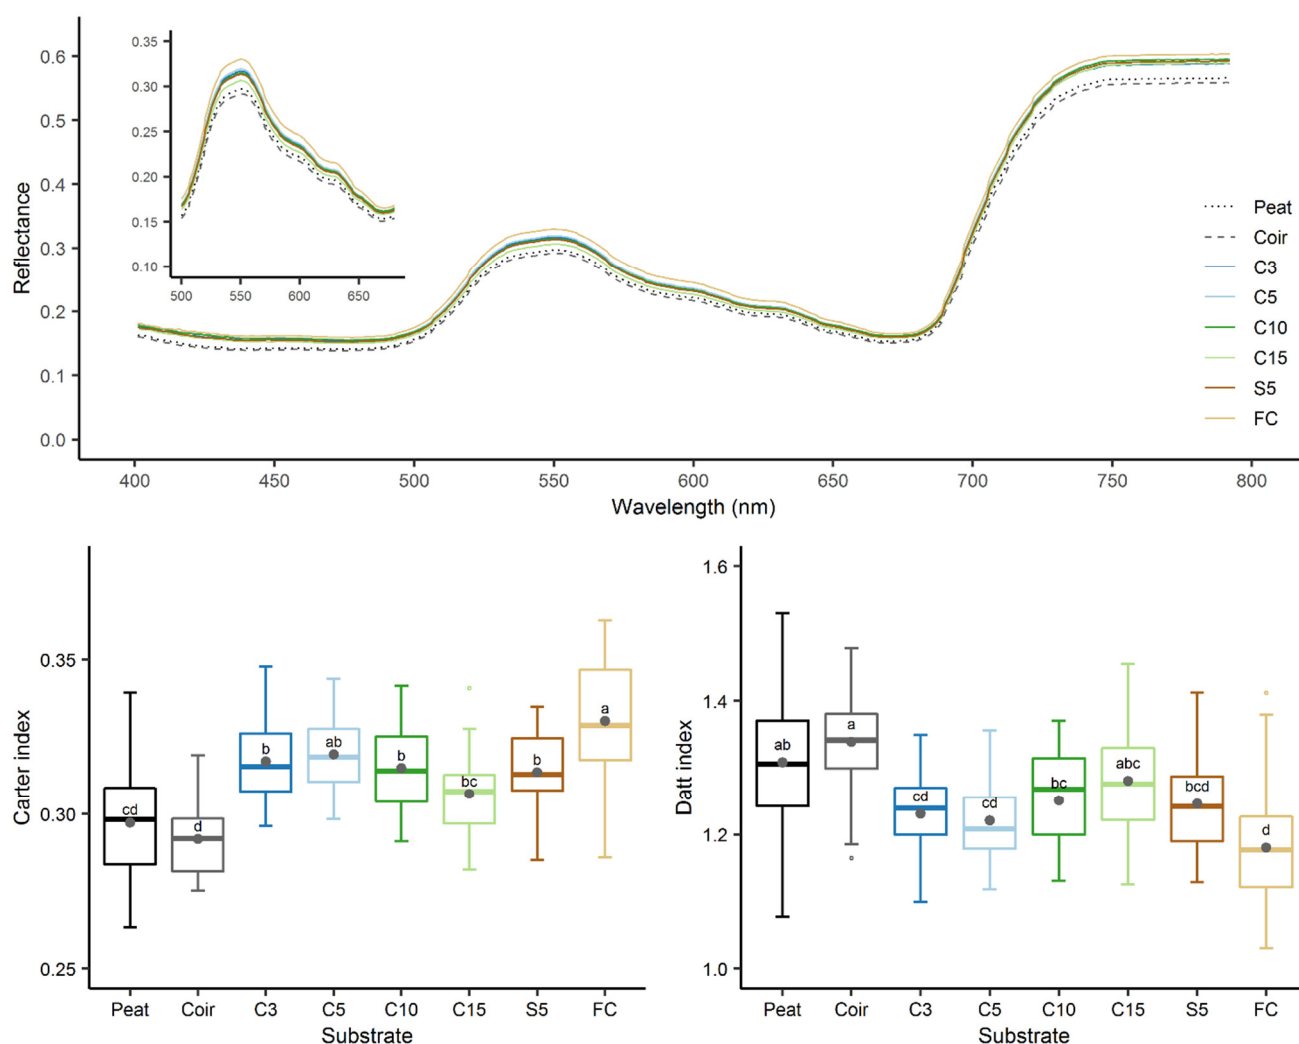 0.6
0.5
0.4
0.3
0.2
0.1
0.0
Reflectance
0.35
0.30
0.25
0.20
0.15
0.10
500 550 600 650
Peat
Coir
C3
C5
C10
C15
S5
FC
400 450 500 550 600 650 700 750 800
Wavelength (nm)
0.35
0.30
0.25
Carter index
cd d b ab b bc b a
Peat Coir C3 C5 C10 C15 S5 FC
Substrate
1.6
1.4
1.2
1.0
Datt index
ab a cd cd bc abc bcd d
Peat Coir C3 C5 C10 C15 S5 FC
Substrate